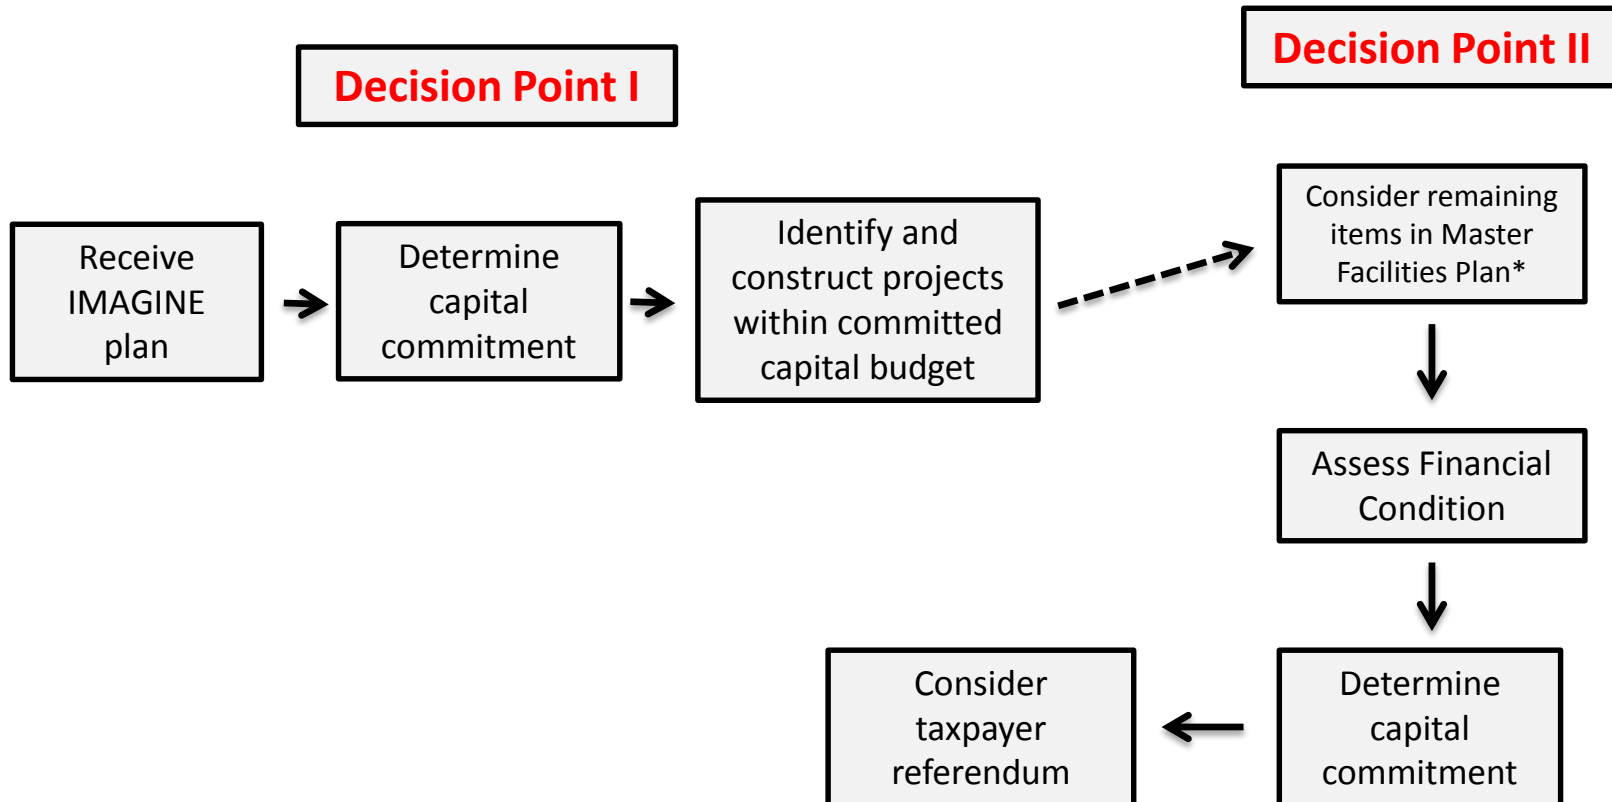 Decision Point I
Decision Point II
Receive
IMAGINE
plan
Determine
capital
commitment
Identify and
construct projects
within committed
capital budget
Consider remaining
items in Master
Facilities Plan*
Assess Financial
Condition
Determine
capital
commitment
Consider
taxpayer
referendum